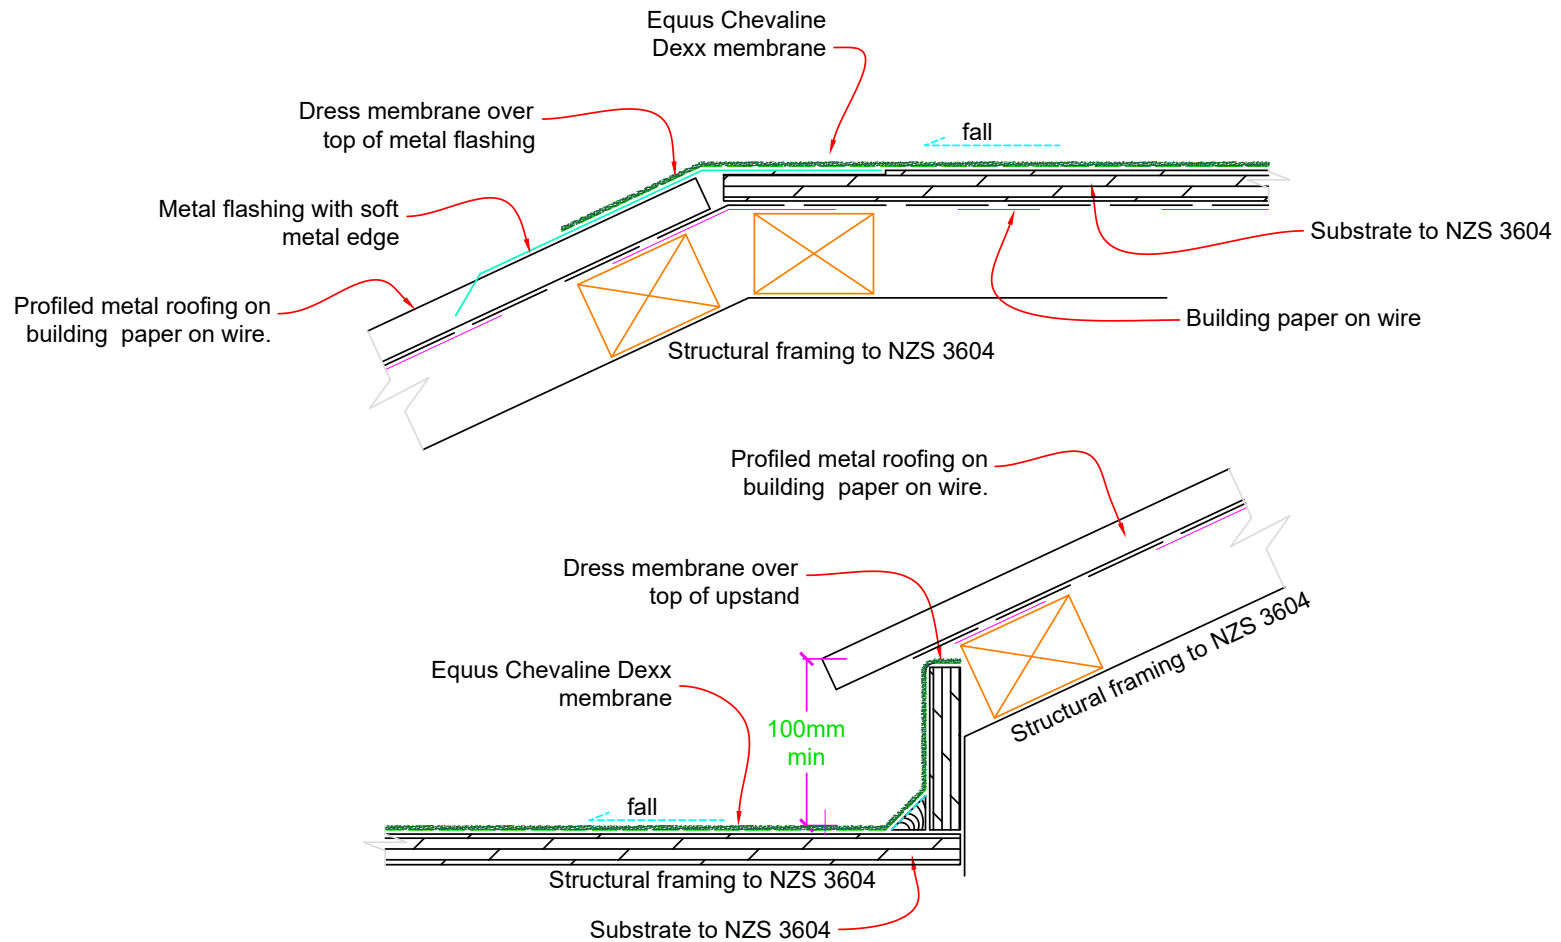 Equus Chevaline
Dexx membrane
Dress membrane over
top of metal flashing
fall
Metal flashing with soft
metal edge
Substrate to NZS 3604
Profiled metal roofing on
building  paper on wire.
Building paper on wire
Structural framing to NZS 3604
Profiled metal roofing on
building  paper on wire.
Dress membrane over
top of upstand
Structural framing to NZS 3604
Equus Chevaline Dexx
membrane
100mm
min
fall
Structural framing to NZS 3604
Substrate to NZS 3604